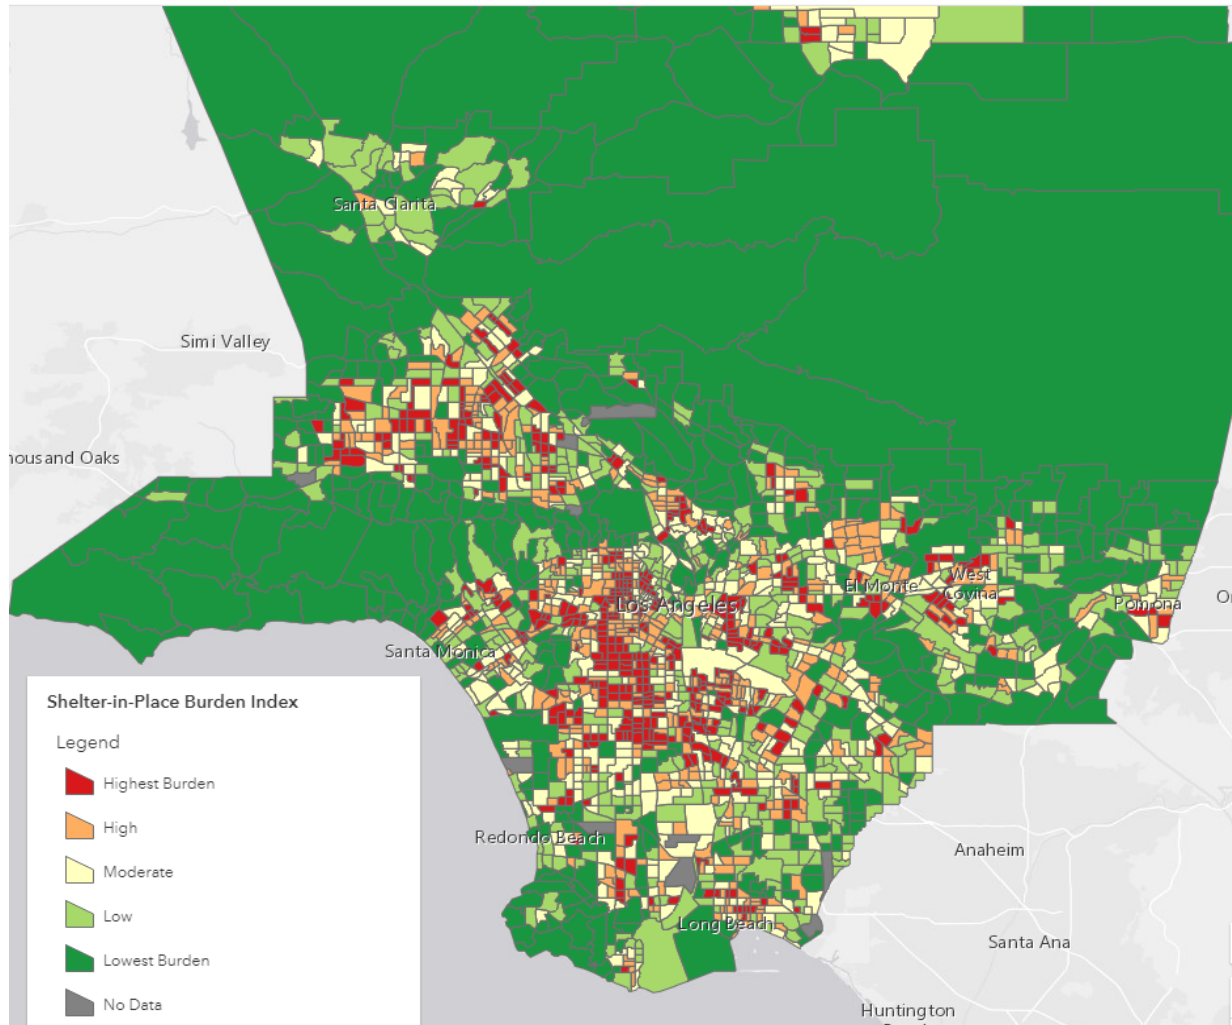 Santa Clarita
Simi Valley
housand Oaks
El Monte
West
Covina
Pomona
Los Angeles
O
Santa Monica
Redondo Beach
Anaheim
Long Beach
Santa Ana
Huntington
Shelter-in-Place Burden Index
Legend
Highest Burden
High
Moderate
Low
Lowest Burden
No Data